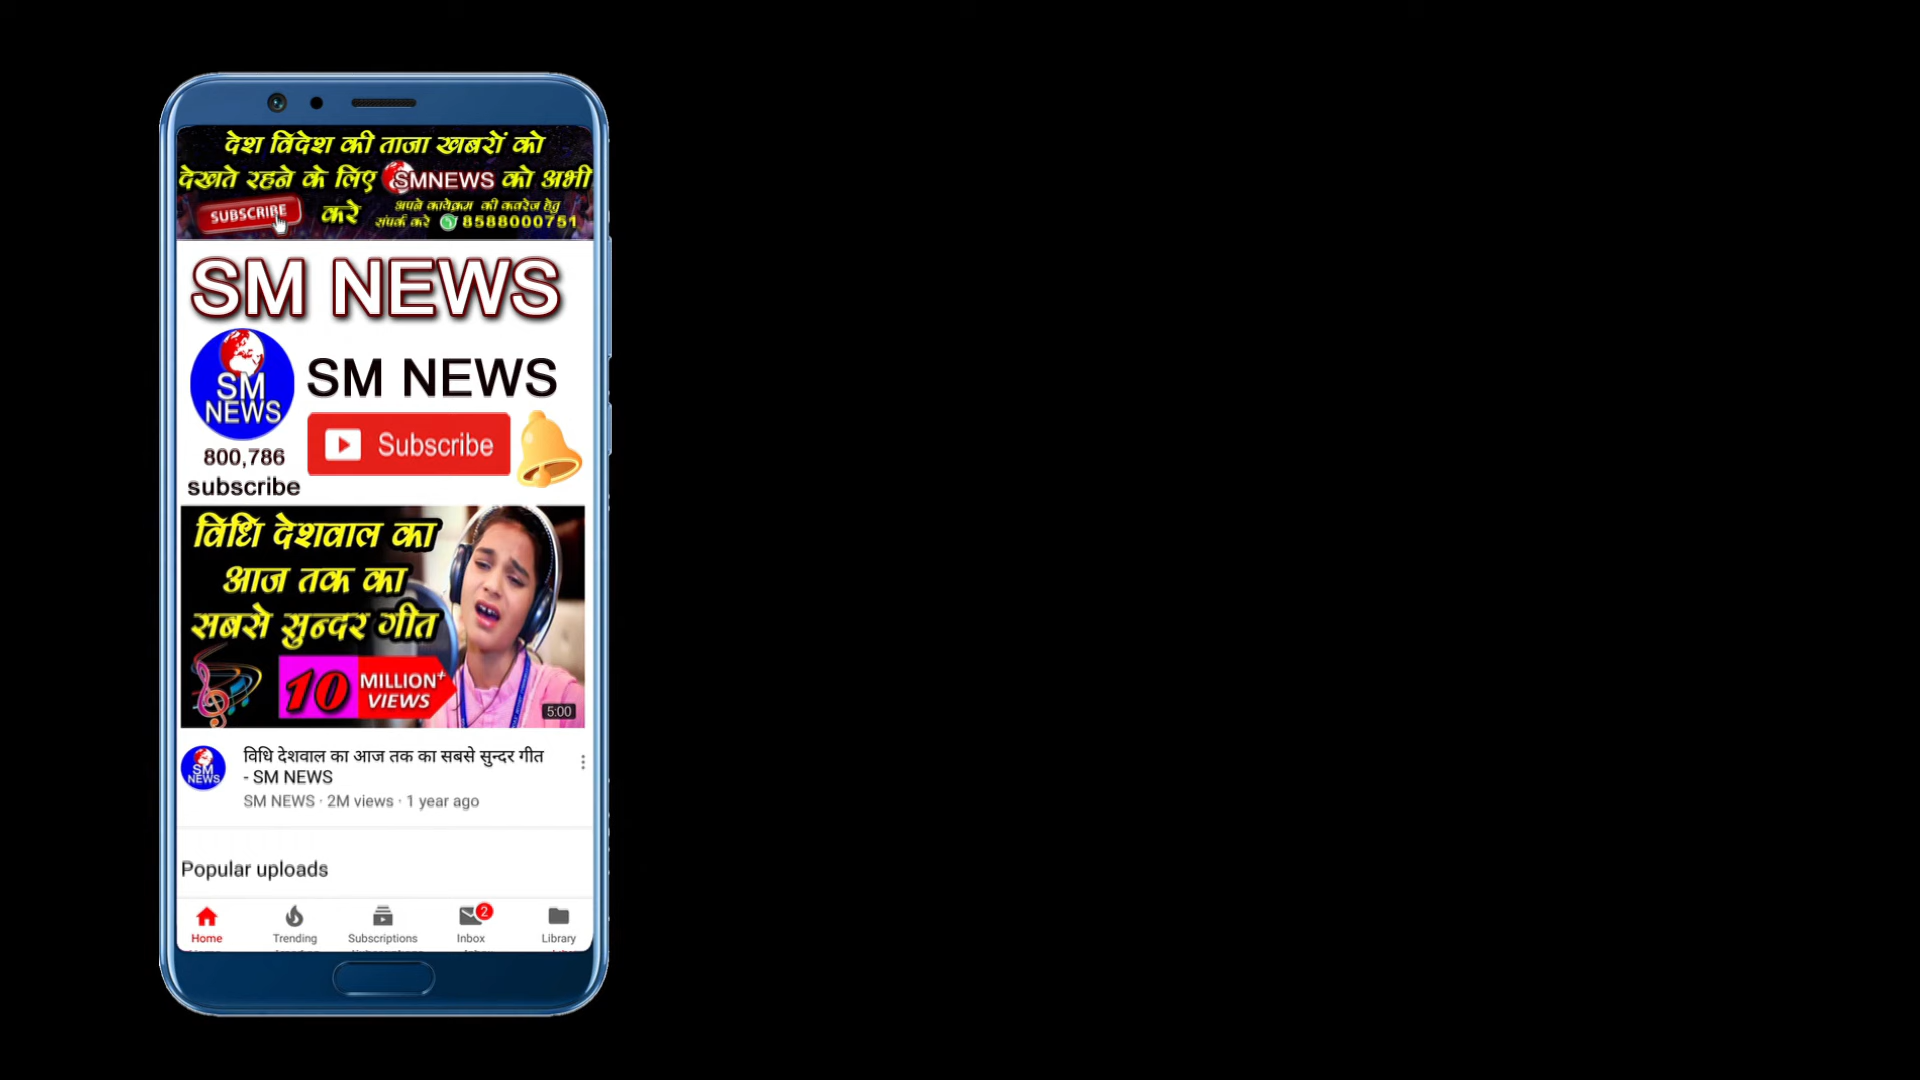 देश विदेश की ताजा खबरों को
देखते रहने के लिए SMNEWS को अभी
SUBSCRIBE करे
अपने कार्यक्रम की कवरेज हेतु
संपर्क करे 8588000751
SM NEWS
SM NEWS
SM NEWS
Subscribe
800,786
subscribe
विधि देशवाल का
आज तक का
सबसे सुन्दर गीत
10 MILLION+
VIEWS
5:00
SM NEWS
विधि देशवाल का आज तक का सबसे सुन्दर गीत
- SM NEWS
SM NEWS · 2M views · 1 year ago
Popular uploads
2
Home Trending Subscriptions Inbox Library